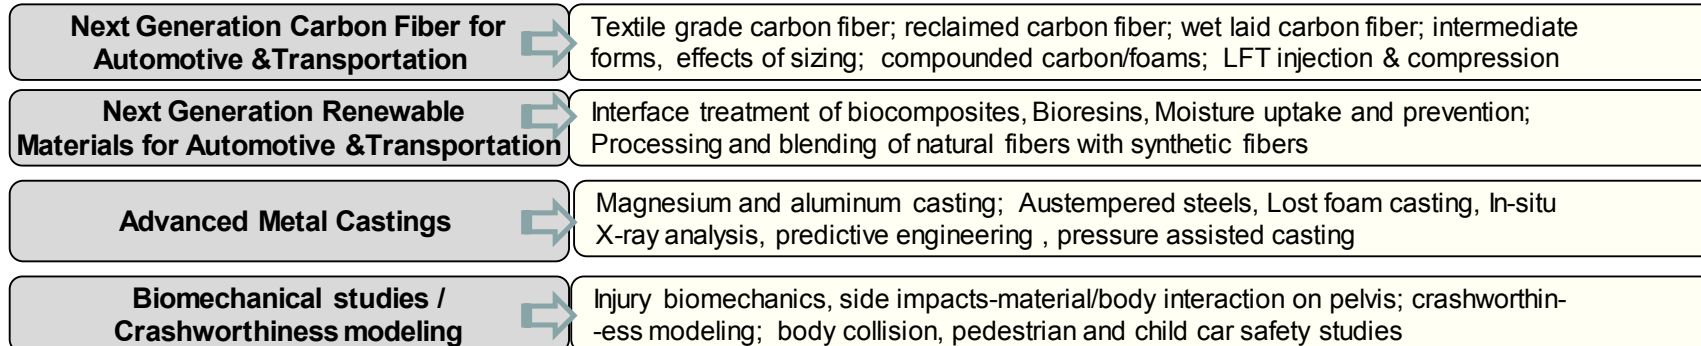 Next Generation Carbon Fiber for
Automotive &Transportation
Textile grade carbon fiber; reclaimed carbon fiber; wet laid carbon fiber; intermediate
forms, effects of sizing; compounded carbon/foams; LFT injection & compression
Next Generation Renewable
Materials for Automotive &Transportation
Interface treatment of biocomposites, Bioresins, Moisture uptake and prevention;
Processing and blending of natural fibers with synthetic fibers
Advanced Metal Castings
Magnesium and aluminum casting; Austempered steels, Lost foam casting, In-situ
X-ray analysis, predictive engineering , pressure assisted casting
Biomechanical studies /
Crashworthiness modeling
Injury biomechanics, side impacts-material/body interaction on pelvis; crashworthin-
-ess modeling; body collision, pedestrian and child car safety studies